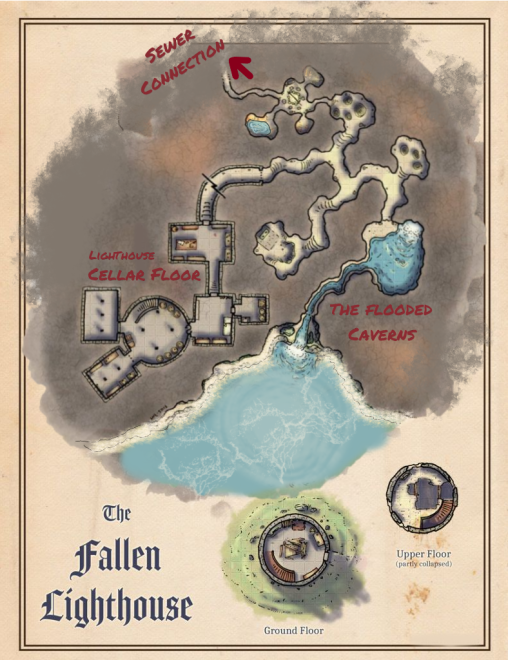 Sewer
Connection
Lighthouse
Cellar Floor
The flooded
Caverns
The
Fallen
Lighthouse
Upper Floor
(partly collapsed)
Ground Floor